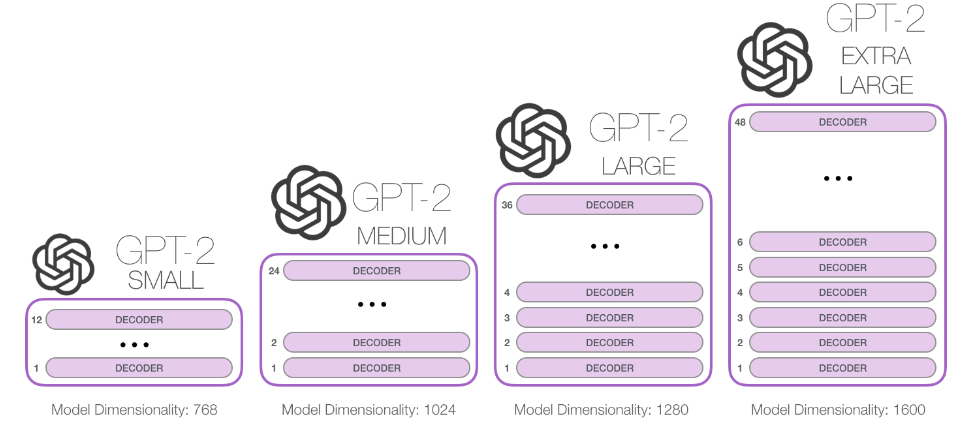 GPT-2
SMALL
12 DECODER
...
1 DECODER
Model Dimensionality: 768
GPT-2
MEDIUM
24 DECODER
...
2 DECODER
1 DECODER
Model Dimensionality: 1024
GPT-2
LARGE
36 DECODER
...
4 DECODER
3 DECODER
2 DECODER
1 DECODER
Model Dimensionality: 1280
GPT-2
EXTRA
LARGE
48 DECODER
...
6 DECODER
5 DECODER
4 DECODER
3 DECODER
2 DECODER
1 DECODER
Model Dimensionality: 1600